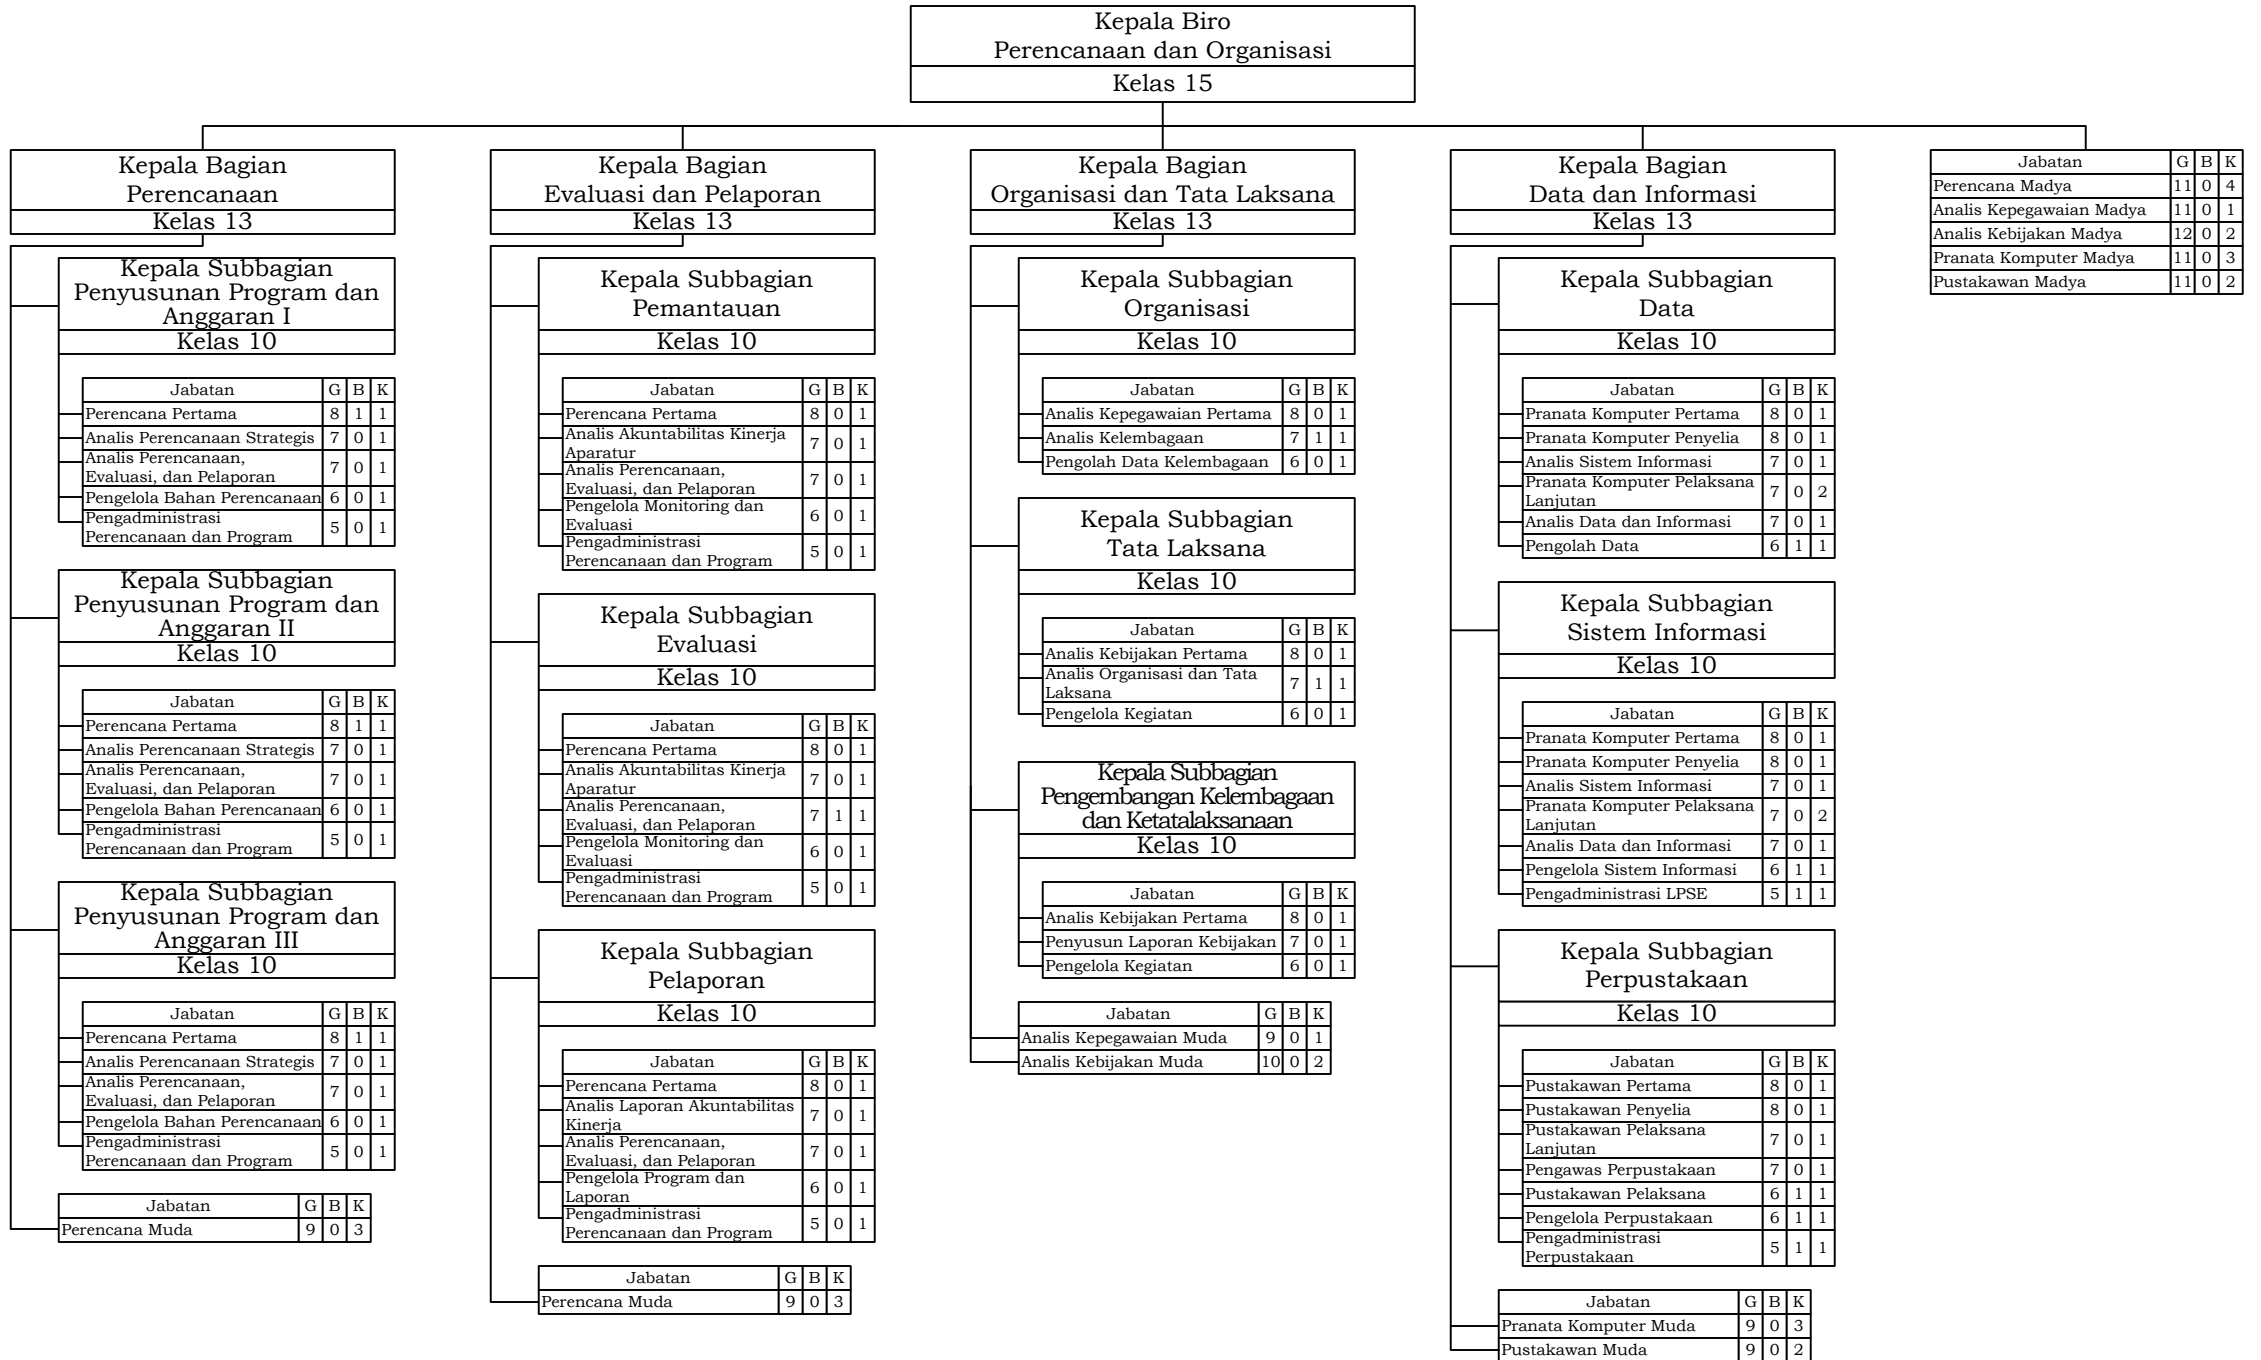 Kepala Biro
Perencanaan dan Organisasi
Kelas 15
Kepala Bagian
Perencanaan
Kelas 13
Kepala Subbagian
Penyusunan Program dan
Anggaran I
Kelas 10
Jabatan G B K
Perencana Pertama 8 1 1
Analis Perencanaan Strategis 7 0 1
Analis Perencanaan,
Evaluasi, dan Pelaporan 7 0 1
Pengelola Bahan Perencanaan 6 0 1
Pengadministrasi
Perencanaan dan Program 5 0 1
Kepala Subbagian
Penyusunan Program dan
Anggaran II
Kelas 10
Jabatan G B K
Perencana Pertama 8 1 1
Analis Perencanaan Strategis 7 0 1
Analis Perencanaan,
Evaluasi, dan Pelaporan 7 0 1
Pengelola Bahan Perencanaan 6 0 1
Pengadministrasi
Perencanaan dan Program 5 0 1
Kepala Subbagian
Penyusunan Program dan
Anggaran III
Kelas 10
Jabatan G B K
Perencana Pertama 8 1 1
Analis Perencanaan Strategis 7 0 1
Analis Perencanaan,
Evaluasi, dan Pelaporan 7 0 1
Pengelola Bahan Perencanaan 6 0 1
Pengadministrasi
Perencanaan dan Program 5 0 1
Jabatan G B K
Perencana Muda 9 0 3
Kepala Bagian
Evaluasi dan Pelaporan
Kelas 13
Kepala Subbagian
Pemantauan
Kelas 10
Jabatan G B K
Perencana Pertama 8 0 1
Analis Akuntabilitas Kinerja
Aparatur 7 0 1
Analis Perencanaan,
Evaluasi, dan Pelaporan 7 0 1
Pengelola Monitoring dan
Evaluasi 6 0 1
Pengadministrasi
Perencanaan dan Program 5 0 1
Kepala Subbagian
Evaluasi
Kelas 10
Jabatan G B K
Perencana Pertama 8 0 1
Analis Akuntabilitas Kinerja
Aparatur 7 0 1
Analis Perencanaan,
Evaluasi, dan Pelaporan 7 1 1
Pengelola Monitoring dan
Evaluasi 6 0 1
Pengadministrasi
Perencanaan dan Program 5 0 1
Kepala Subbagian
Pelaporan
Kelas 10
Jabatan G B K
Perencana Pertama 8 0 1
Analis Laporan Akuntabilitas
Kinerja 7 0 1
Analis Perencanaan,
Evaluasi, dan Pelaporan 7 0 1
Pengelola Program dan
Laporan 6 0 1
Pengadministrasi
Perencanaan dan Program 5 0 1
Jabatan G B K
Perencana Muda 9 0 3
Kepala Bagian
Organisasi dan Tata Laksana
Kelas 13
Kepala Subbagian
Organisasi
Kelas 10
Jabatan G B K
Analis Kepegawaian Pertama 8 0 1
Analis Kelembagaan 7 1 1
Pengolah Data Kelembagaan 6 0 1
Kepala Subbagian
Tata Laksana
Kelas 10
Jabatan G B K
Analis Kebijakan Pertama 8 0 1
Analis Organisasi dan Tata
Laksana 7 1 1
Pengelola Kegiatan 6 0 1
Kepala Subbagian
Pengembangan Kelembagaan
dan Ketatalaksanaan
Kelas 10
Jabatan G B K
Analis Kebijakan Pertama 8 0 1
Penyusun Laporan Kebijakan 7 0 1
Pengelola Kegiatan 6 0 1
Jabatan G B K
Analis Kepegawaian Muda 9 0 1
Analis Kebijakan Muda 10 0 2
Kepala Bagian
Data dan Informasi
Kelas 13
Kepala Subbagian
Data
Kelas 10
Jabatan G B K
Pranata Komputer Pertama 8 0 1
Pranata Komputer Penyelia 8 0 1
Analis Sistem Informasi 7 0 1
Pranata Komputer Pelaksana
Lanjutan 7 0 2
Analis Data dan Informasi 7 0 1
Pengolah Data 6 1 1
Kepala Subbagian
Sistem Informasi
Kelas 10
Jabatan G B K
Pranata Komputer Pertama 8 0 1
Pranata Komputer Penyelia 8 0 1
Analis Sistem Informasi 7 0 1
Pranata Komputer Pelaksana
Lanjutan 7 0 2
Analis Data dan Informasi 7 0 1
Pengelola Sistem Informasi 6 1 1
Pengadministrasi LPSE 5 1 1
Kepala Subbagian
Perpustakaan
Kelas 10
Jabatan G B K
Pustakawan Pertama 8 0 1
Pustakawan Penyelia 8 0 1
Pustakawan Pelaksana
Lanjutan 7 0 1
Pengawas Perpustakaan 7 0 1
Pustakawan Pelaksana 6 1 1
Pengelola Perpustakaan 6 1 1
Pengadministrasi
Perpustakaan 5 1 1
Jabatan G B K
Pranata Komputer Muda 9 0 3
Pustakawan Muda 9 0 2
Jabatan G B K
Perencana Madya 11 0 4
Analis Kepegawaian Madya 11 0 1
Analis Kebijakan Madya 12 0 2
Pranata Komputer Madya 11 0 3
Pustakawan Madya 11 0 2